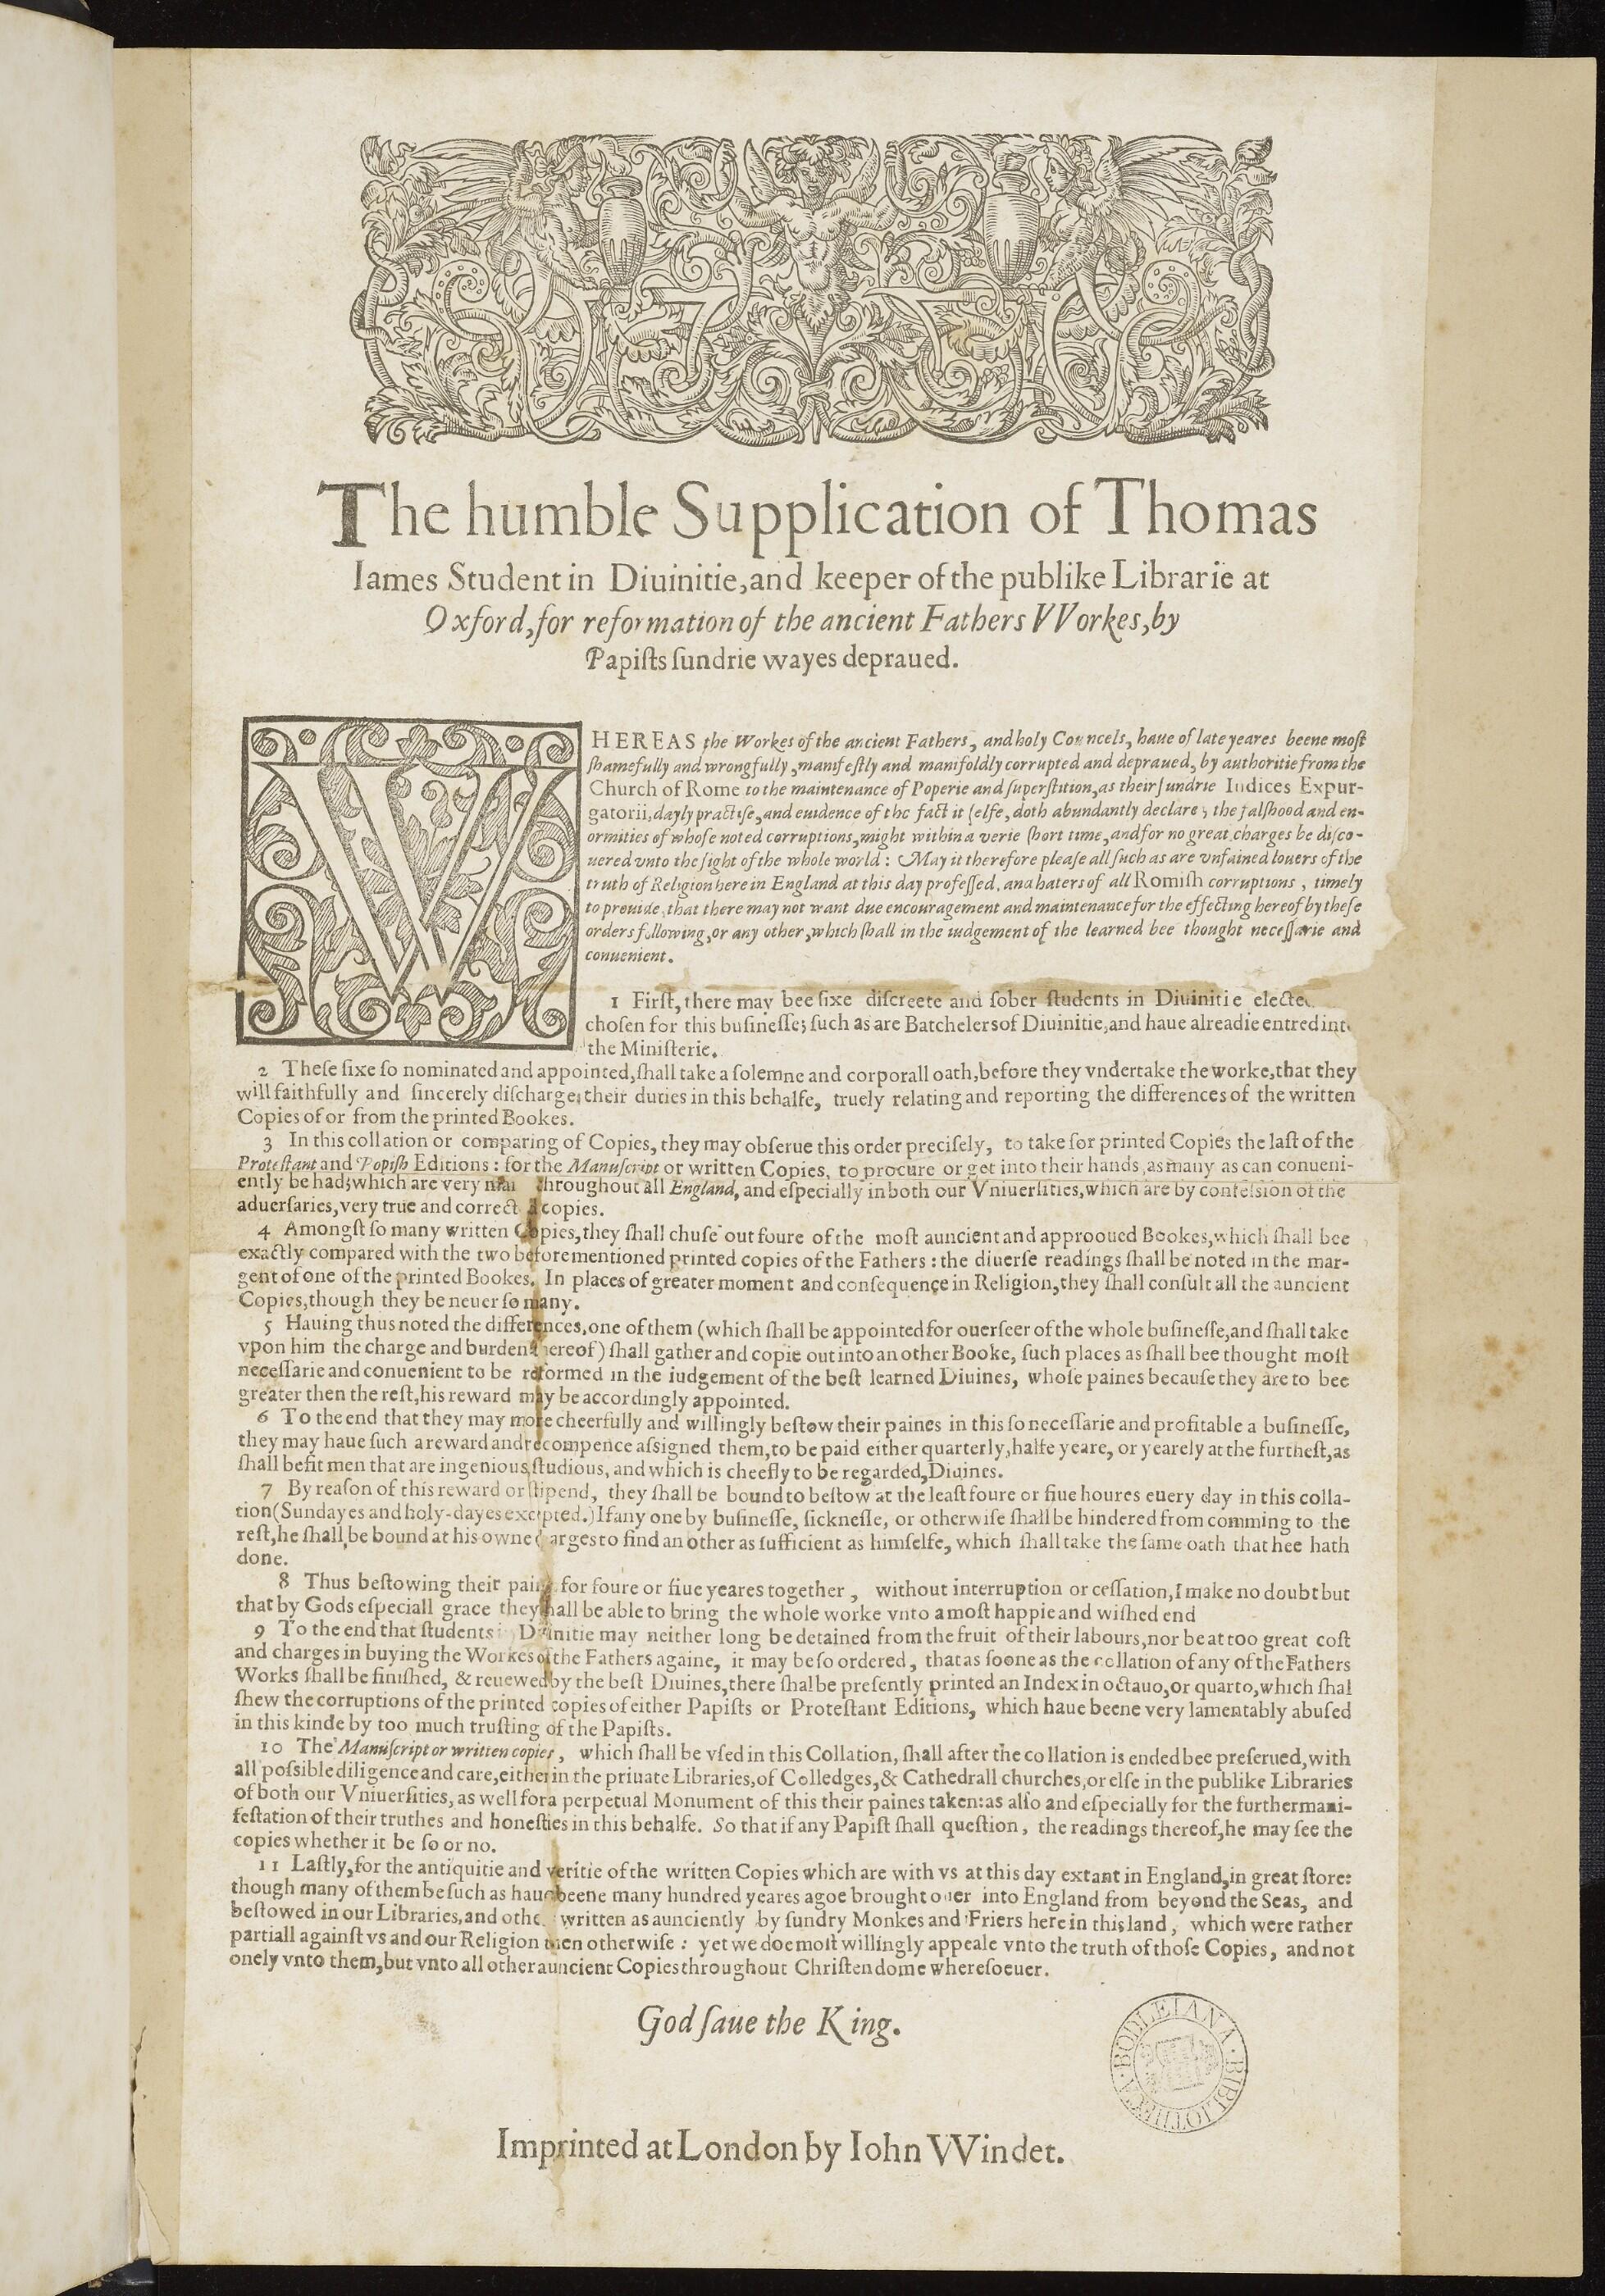 The humble Supplication of Thomas
Iames Student in Diuinitie, and keeper of the publike Librarie at
Oxford, for reformation of the ancient Fathers VVorkes, by
Papiſts ſundrie wayes depraued.
WHEREAS the Workes of the ancient Fathers, and holy Councels, haue of late yeares beene moſt
ſhamefully and wrongfully, manifeſtly and manifoldly corrupted and depraued, by authoritie from the
Church of Rome to the maintenance of Poperie and ſuperſtition, as their ſundrie Indices Expur-
gatorii, dayly practiſe, and euidence of the fact it ſelfe, doth abundantly declare; the falſhood and en-
ormities of whoſe noted corruptions, might within a verie ſhort time, and for no great charges be diſco-
uered vnto the ſight of the whole world: May it therefore pleaſe all ſuch as are vnfained louers of the
truth of Religion here in England at this day profeſſed, and haters of all Romiſh corruptions, timely
to prouide, that there may not want due encouragement and maintenance for the effecting hereof by theſe
orders following, or any other, which ſhall in the iudgement of the learned bee thought neceſſarie and
conuenient.
1 Firſt, there may bee ſixe diſcreete and ſober ſtudents in Diuinitie
choſen for this buſineſſe; ſuch as are Batchelers of Diuinitie, and haue alreadie entred
the Miniſterie.
2 Theſe ſixe ſo nominated and appointed, ſhall take a ſolemne and corporall oath, before they vndertake the worke, that they
will faithfully and ſincerely diſcharge their duties in this behalfe, truely relating and reporting the differences of the written
Copies of or from the printed Bookes.
3 In this collation or comparing of Copies, they may obſerue this order preciſely, to take for printed Copies the laſt of the
Proteſtant and Popiſh Editions: for the Manuſcript or written Copies, to procure or get into their hands, as many as can conueni-
ently be had; which are very throughout all England, and eſpecially in both our Vniuerſities, which are by confeſsion of the
aduerſaries, very true and correct copies.
4 Amongſt ſo many written Copies, they ſhall chuſe out foure of the moſt auncient and approoued Bookes, which ſhall bee
exactly compared with the two beforementioned printed copies of the Fathers: the diuerſe readings ſhall be noted in the mar-
gent of one of the printed Bookes. In places of greater moment and conſequence in Religion, they ſhall conſult all the auncient
Copies, though they be neuer ſo many.
5 Hauing thus noted the differences, one of them (which ſhall be appointed for ouerſeer of the whole buſineſſe, and ſhall take
vpon him the charge and burden thereof) ſhall gather and copie out into an other Booke, ſuch places as ſhall bee thought moſt
neceſſarie and conuenient to be reformed in the iudgement of the beſt learned Diuines, whoſe paines becauſe they are to bee
greater then the reſt, his reward may be accordingly appointed.
6 To the end that they may more cheerfully and willingly beſtow their paines in this ſo neceſſarie and profitable a buſineſſe,
they may haue ſuch a reward and recompence aſsigned them, to be paid either quarterly, halfe yeare, or yearely at the furtheſt, as
ſhall befit men that are ingenious, ſtudious, and which is cheefly to be regarded, Diuines.
7 By reaſon of this reward or ſtipend, they ſhall be bound to beſtow at the leaſt foure or fiue houres euery day in this colla-
tion (Sundayes and holy-dayes excepted.) If any one by buſineſſe, ſickneſſe, or otherwiſe ſhall be hindered from comming to the
reſt, he ſhall be bound at his owne charges to find an other as ſufficient as himſelfe, which ſhall take the ſame oath that hee hath
done.
8 Thus beſtowing their paines for foure or fiue yeares together, without interruption or ceſſation, I make no doubt but
that by Gods eſpeciall grace they ſhall be able to bring the whole worke vnto a moſt happie and wiſhed end
9 To the end that ſtudents in Diuinitie may neither long be detained from the fruit of their labours, nor be at too great coſt
and charges in buying the Workes of the Fathers againe, it may be ſo ordered, that as ſoone as the collation of any of the Fathers
Works ſhall be finiſhed, & reuewed by the beſt Diuines, there ſhal be preſently printed an Index in octauo, or quarto, which ſhal
ſhew the corruptions of the printed copies of either Papiſts or Proteſtant Editions, which haue beene very lamentably abuſed
in this kinde by too much truſting of the Papiſts.
10 The Manuſcript or written copies, which ſhall be vſed in this Collation, ſhall after the collation is ended bee preſerued, with
all poſsible diligence and care, either in the priuate Libraries, of Colledges, & Cathedrall churches, or elſe in the publike Libraries
of both our Vniuerſities, as well for a perpetual Monument of this their paines taken: as alſo and eſpecially for the further mani-
feſtation of their truthes and honeſties in this behalfe. So that if any Papiſt ſhall queſtion, the readings thereof, he may ſee the
copies whether it be ſo or no.
11 Laſtly, for the antiquitie and veritie of the written Copies which are with vs at this day extant in England, in great ſtore:
though many of them be ſuch as haue beene many hundred yeares agoe brought ouer into England from beyond the Seas, and
beſtowed in our Libraries, and written as aunciently by ſundry Monkes and Friers here in this land, which were rather
partiall againſt vs and our Religion then otherwiſe: yet we doe moſt willingly appeale vnto the truth of thoſe Copies, and not
onely vnto them, but vnto all other auncient Copies throughout Chriſtendome whereſoeuer.
God ſaue the King.
BIBLIOTHECA BODLEIANA
Imprinted at London by Iohn VVindet.